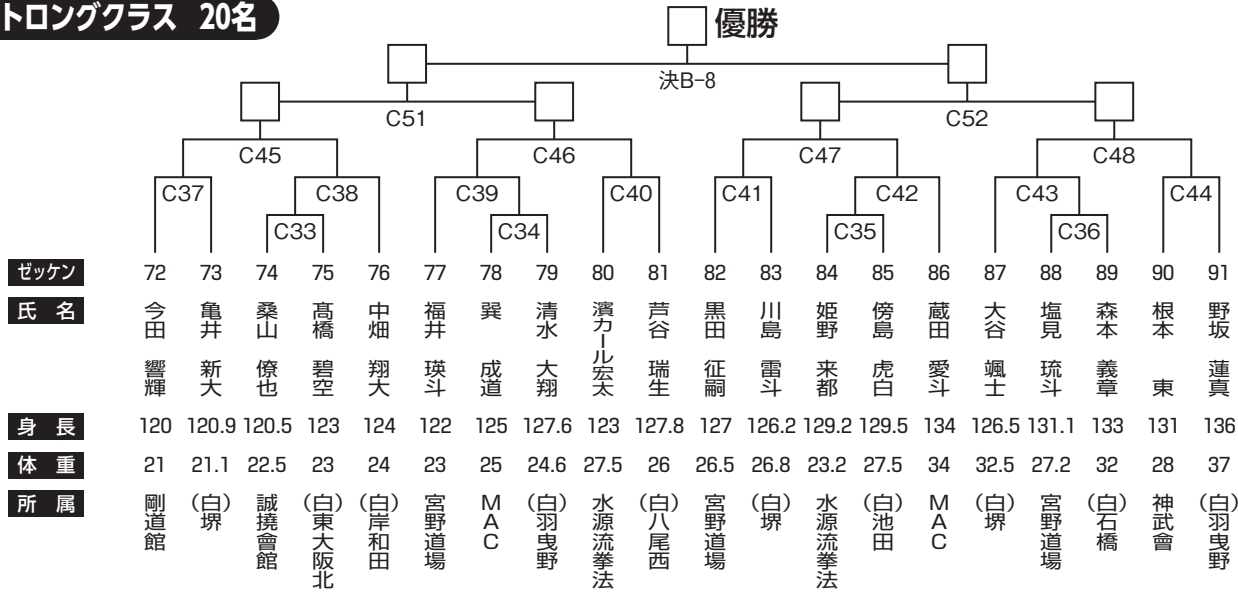 トロングクラス 20名
優勝
決B-8
C51 C52
C45 C46 C47 C48
C37 C38 C39 C40 C41 C42 C43 C44
C33 C34 C35 C36
ゼッケン 72 73 74 75 76 77 78 79 80 81 82 83 84 85 86 87 88 89 90 91
氏名 今田 響輝 亀井 新大 桑山 僚也 髙橋 碧空 中畑 翔大 福井 瑛斗 巽 成道 清水 大翔 濱カール宏太 芦谷 瑞生 黒田 征嗣 川島 雷斗 姫野 来都 傍島 虎白 蔵田 愛斗 大谷 颯士 塩見 琉斗 森本 義章 根本 東 野坂 蓮真
身長 120 120.9 120.5 123 124 122 125 127.6 123 127.8 127 126.2 129.2 129.5 134 126.5 131.1 133 131 136
体重 21 21.1 22.5 23 24 23 25 24.6 27.5 26 26.5 26.8 23.2 27.5 34 32.5 27.2 32 28 37
所属 剛道館 (白)堺 誠撓會館 (白)東大阪北 (白)岸和田 宮野道場 MAC (白)羽曳野 水源流拳法 (白)八尾西 宮野道場 (白)堺 水源流拳法 (白)池田 MAC (白)堺 宮野道場 (白)石橋 神武會 (白)羽曳野